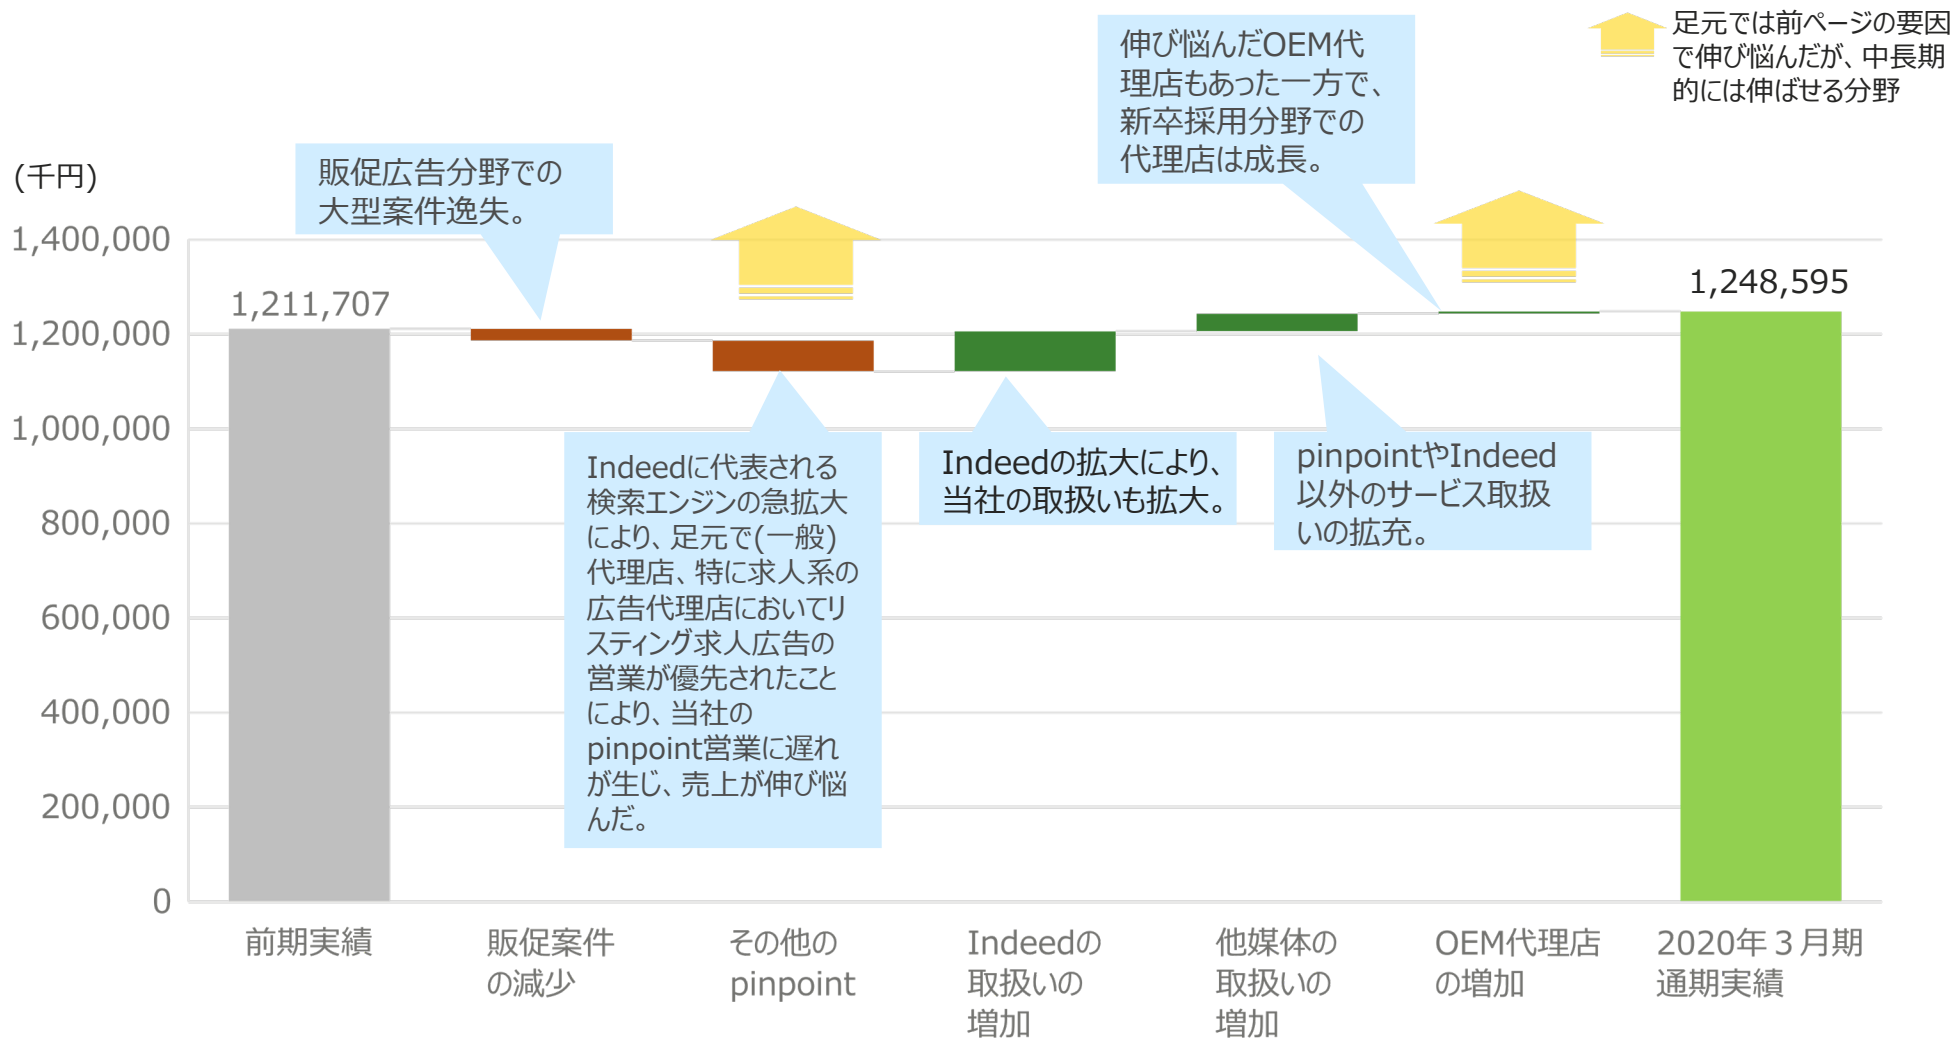 足元では前ページの要因
で伸び悩んだが、中長期
的には伸ばせる分野
伸び悩んだOEM代
理店もあった一方で、
新卒採用分野での
代理店は成長。
販促広告分野での
大型案件逸失。
(千円)
1,400,000
1,200,000
1,000,000
800,000
600,000
400,000
200,000
0
1,211,707
1,248,595
Indeedに代表される
検索エンジンの急拡大
により、足元で(一般)
代理店、特に求人系の
広告代理店においてリ
スティング求人広告の
営業が優先されたこと
により、当社の
pinpoint営業に遅れ
が生じ、売上が伸び悩
んだ。
Indeedの拡大により、
当社の取扱いも拡大。
pinpointやIndeed
以外のサービス取扱
いの拡充。
前期実績
販促案件
の減少
その他の
pinpoint
Indeedの
取扱いの
増加
他媒体の
取扱いの
増加
OEM代理店
の増加
2020年３月期
通期実績